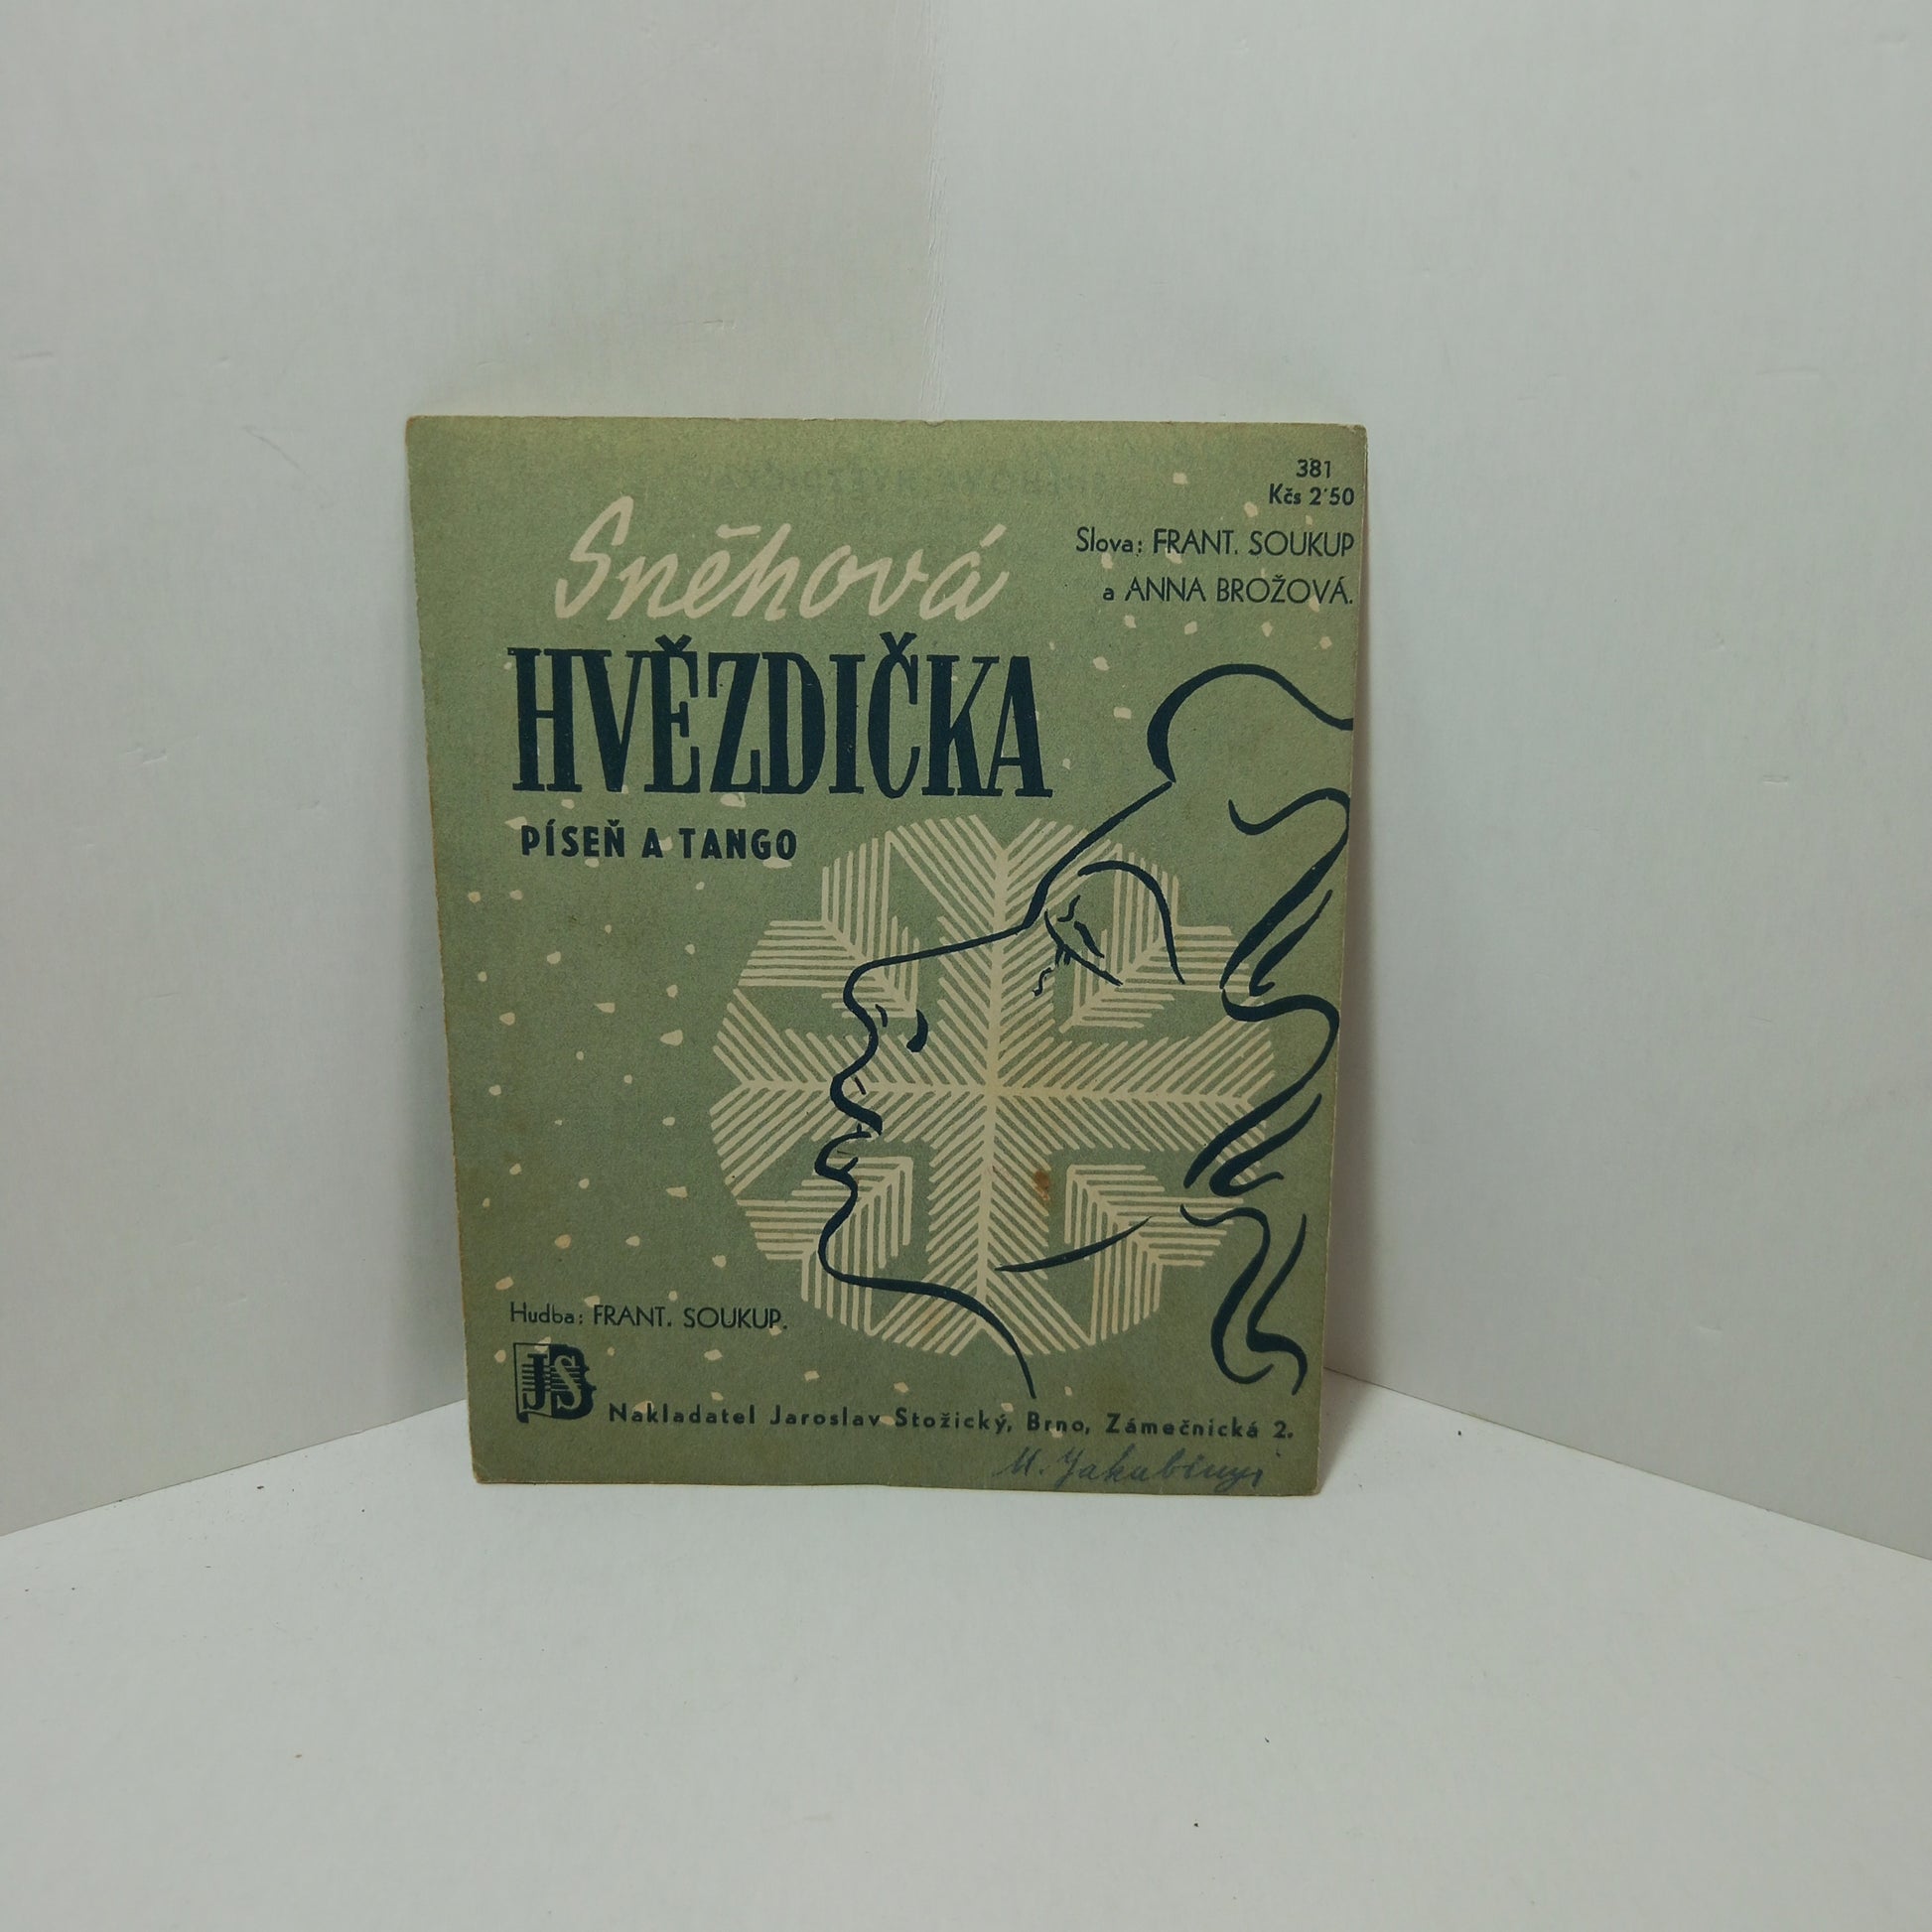 381
Kčs 2·50
Slova: FRANT. SOUKUP
a ANNA BROŽOVÁ.
Sněhová
HVĚZDIČKA
PÍSEŇ A TANGO
Hudba: FRANT. SOUKUP.
JS
Nakladatel Jaroslav Stožický, Brno, Zámečnická 2.
M. Jakubinyi